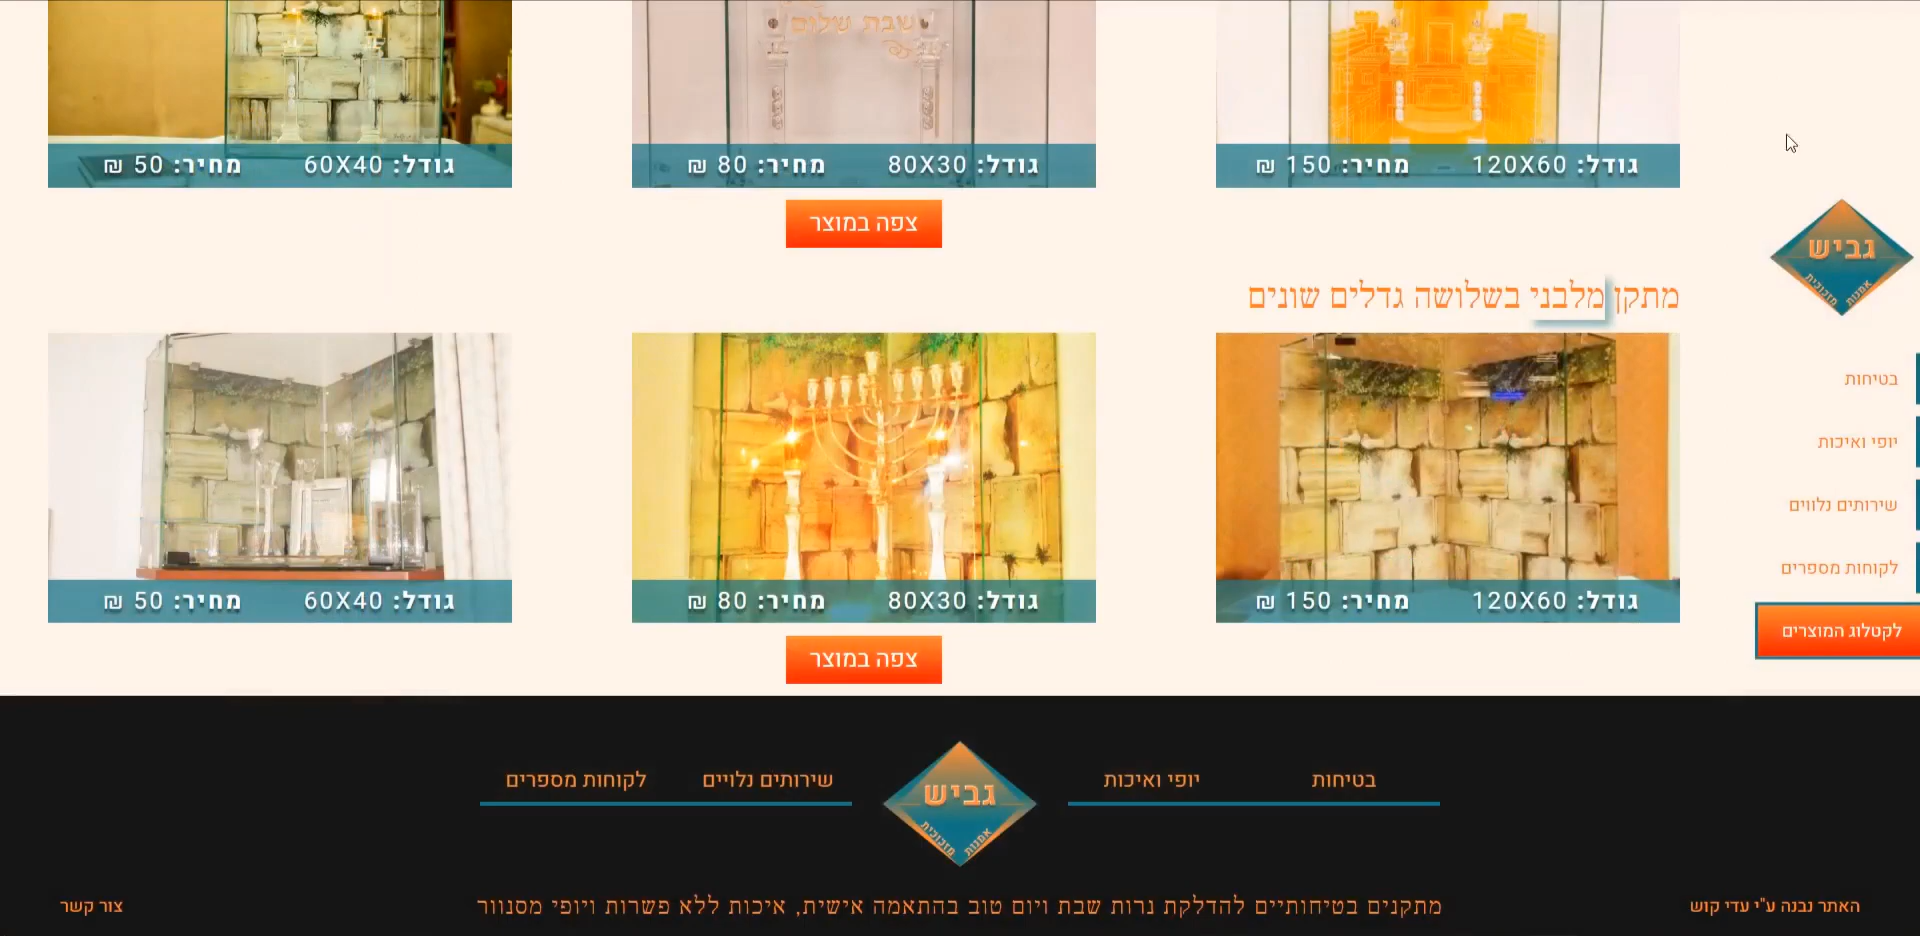 שבת שלום
גודל: 120X60 מחיר: 150 ₪
גודל: 80X30 מחיר: 80 ₪
גודל: 60X40 מחיר: 50 ₪
צפה במוצר
גביש
אמנות מזכוכית
מתקן מלבני בשלושה גדלים שונים
בטיחות
יופי ואיכות
שירותים נלווים
לקוחות מספרים
לקטלוג המוצרים
גודל: 120X60 מחיר: 150 ₪
גודל: 80X30 מחיר: 80 ₪
גודל: 60X40 מחיר: 50 ₪
צפה במוצר
בטיחות
יופי ואיכות
גביש
אמנות מזכוכית
שירותים נלויים
לקוחות מספרים
האתר נבנה ע"י עדי קוש
מתקנים בטיחותיים להדלקת נרות שבת ויום טוב בהתאמה אישית, איכות ללא פשרות ויופי מסנוור
צור קשר